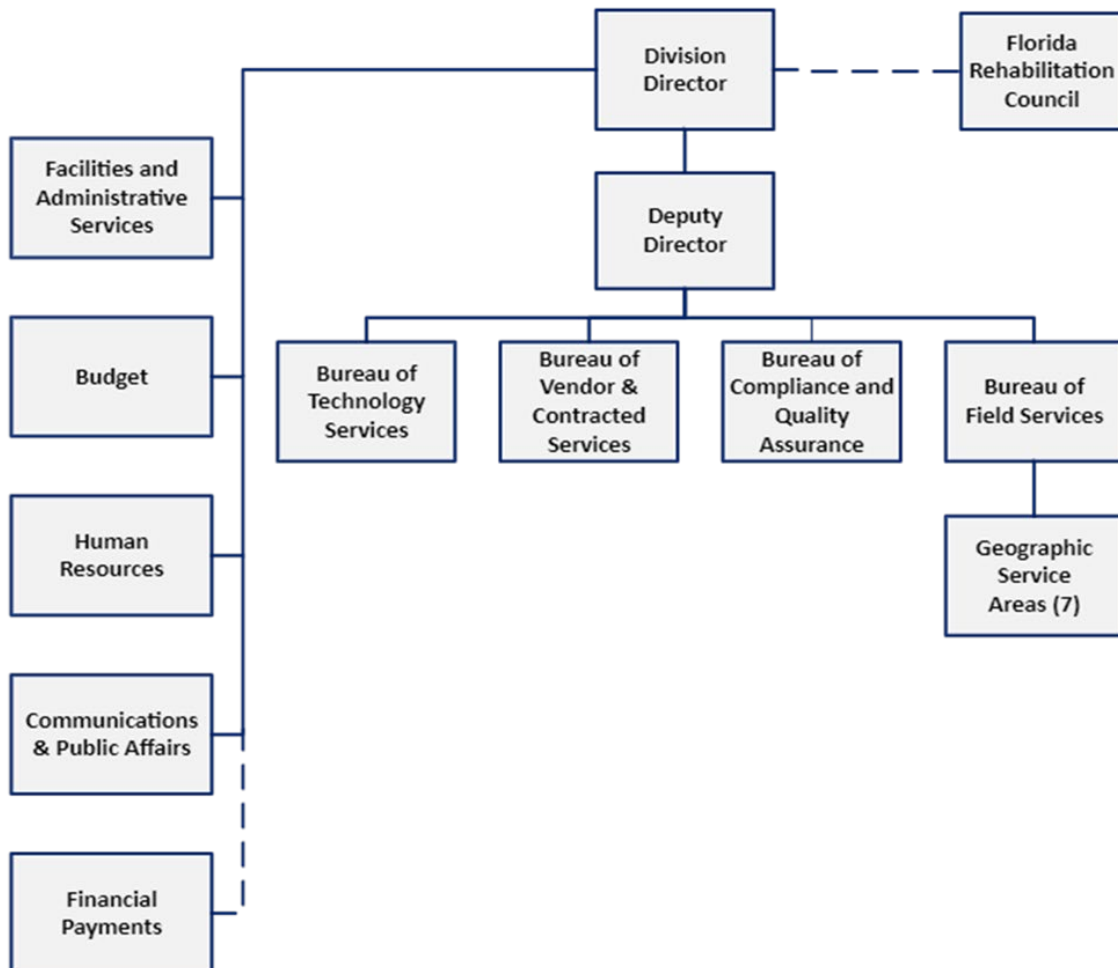 Division
Director
Florida
Rehabilitation
Council
Facilities and
Administrative
Services
Deputy
Director
Budget
Bureau of
Technology
Services
Bureau of
Vendor &
Contracted
Services
Bureau of
Compliance and
Quality
Assurance
Bureau of
Field Services
Human
Resources
Geographic
Service
Areas (7)
Communications
& Public Affairs
Financial
Payments